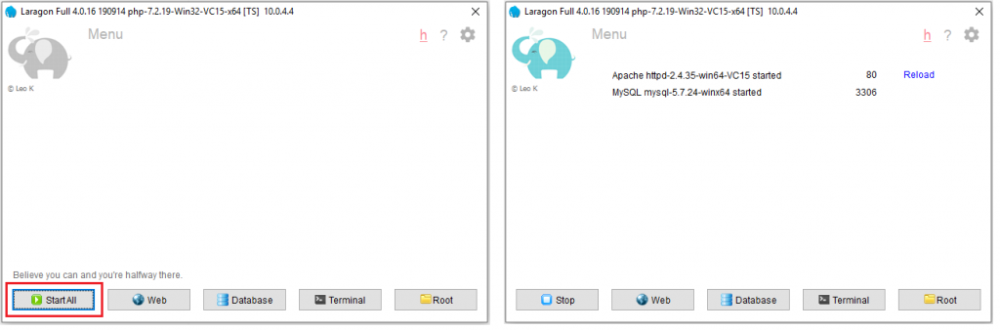 Laragon Full 4.0.16 190914 php-7.2.19-Win32-VC15-x64 [TS] 10.0.4.4
Menu
h ?
© Leo K
Believe you can and you're halfway there.
Start All
Web
Database
Terminal
Root
Laragon Full 4.0.16 190914 php-7.2.19-Win32-VC15-x64 [TS] 10.0.4.4
Menu
h ?
© Leo K
Apache httpd-2.4.35-win64-VC15 started 80 Reload
MySQL mysql-5.7.24-winx64 started 3306
Stop
Web
Database
Terminal
Root